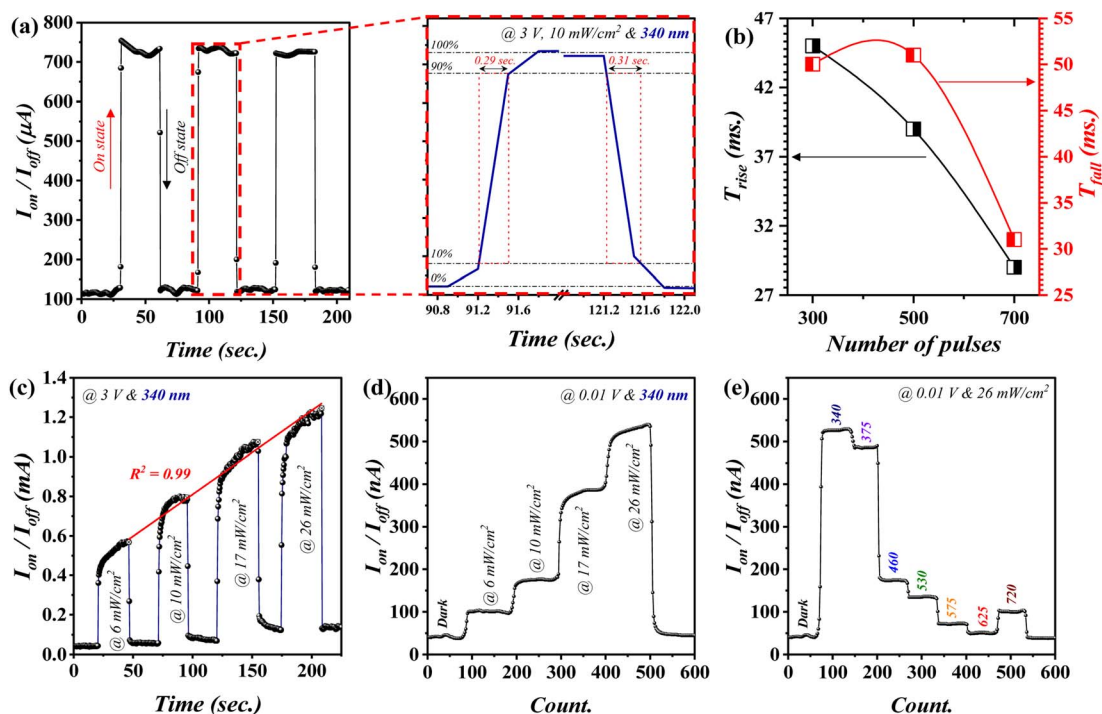 (a)
I_on / I_off (μA)
800
700
600
500
400
300
200
100
On state
Off state
0
50
100
150
200
Time (sec.)
@ 3 V, 10 mW/cm² & 340 nm
100%
90%
0.29 sec.
0.31 sec.
10%
0%
90.8
91.2
91.6
121.2
121.6
122.0
Time (sec.)
(b)
T_rise (ms.)
47
42
37
32
27
55
50
45
40
35
30
25
T_fall (ms.)
300
500
700
Number of pulses
(c)
@ 3 V & 340 nm
I_on / I_off (mA)
1.4
1.2
1.0
0.8
0.6
0.4
0.2
0.0
R² = 0.99
@ 6 mW/cm²
@ 10 mW/cm²
@ 17 mW/cm²
@ 26 mW/cm²
0
50
100
150
200
Time (sec.)
(d)
@ 0.01 V & 340 nm
I_on / I_off (nA)
600
500
400
300
200
100
0
Dark
@ 6 mW/cm²
@ 10 mW/cm²
@ 17 mW/cm²
@ 26 mW/cm²
0
100
200
300
400
500
600
Count.
(e)
@ 0.01 V & 26 mW/cm²
I_on / I_off (nA)
600
500
400
300
200
100
0
Dark
340
375
460
530
575
625
720
0
100
200
300
400
500
600
Count.